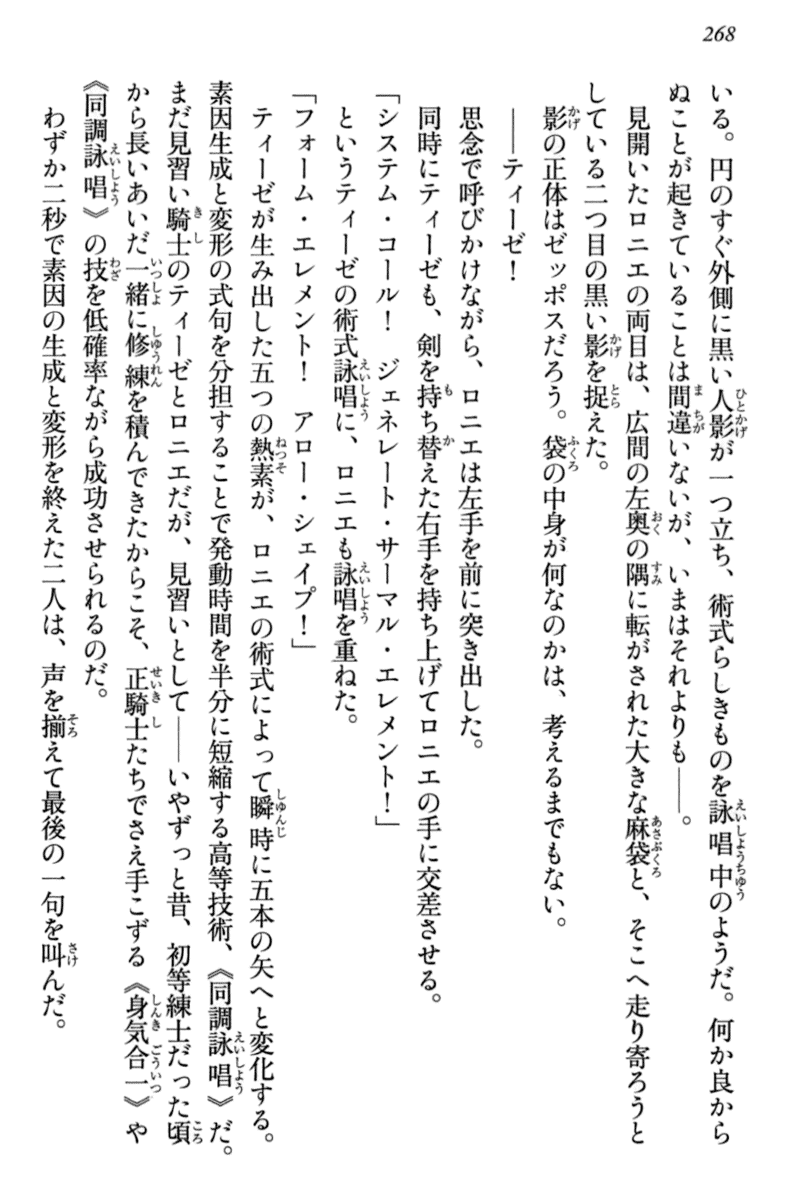 268
いる。円のすぐ外側に黒い人影が一つ立ち、術式らしきものを詠唱中のようだ。何か良から
ぬことが起きていることは間違いないが、いまはそれよりも――。
見開いたロニエの両目は、広間の左奥の隅に転がされた大きな麻袋と、そこへ走り寄ろうと
している二つ目の黒い影を捉えた。
影の正体はゼッポスだろう。袋の中身が何なのかは、考えるまでもない。
――ティーゼ!
思念で呼びかけながら、ロニエは左手を前に突き出した。
同時にティーゼも、剣を持ち替えた右手を持ち上げてロニエの手に交差させる。
「システム・コール! ジェネレート・サーマル・エレメント!」
というティーゼの術式詠唱に、ロニエも詠唱を重ねた。
「フォーム・エレメント! アロー・シェイプ!」
ティーゼが生み出した五つの熱素が、ロニエの術式によって瞬時に五本の矢へと変化する。
素因生成と変形の式句を分担することで発動時間を半分に短縮する高等技術、《同調詠唱》だ。
まだ見習い騎士のティーゼとロニエだが、見習いとして――いやずっと昔、初等練士だった頃
から長いあいだ一緒に修練を積んできたからこそ、正騎士たちでさえ手こずる《身気合一》や
《同調詠唱》の技を低確率ながら成功させられるのだ。
わずか二秒で素因の生成と変形を終えた二人は、声を揃えて最後の一句を叫んだ。